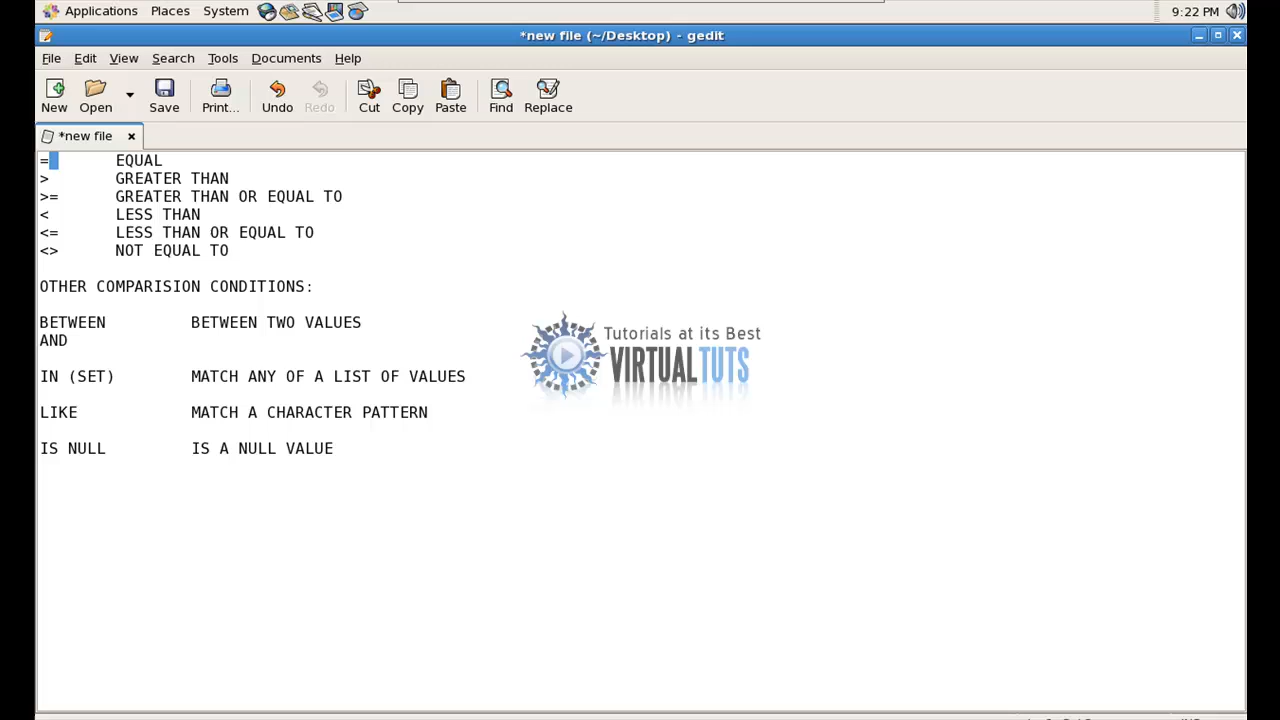 Applications Places System 9:22 PM
*new file (~/Desktop) - gedit
File Edit View Search Tools Documents Help
New Open Save Print... Undo Redo Cut Copy Paste Find Replace
*new file
= EQUAL
> GREATER THAN
>= GREATER THAN OR EQUAL TO
< LESS THAN
<= LESS THAN OR EQUAL TO
<> NOT EQUAL TO
OTHER COMPARISION CONDITIONS:
BETWEEN BETWEEN TWO VALUES
AND
IN (SET) MATCH ANY OF A LIST OF VALUES
LIKE MATCH A CHARACTER PATTERN
IS NULL IS A NULL VALUE
Tutorials at its Best
VIRTUALTUTS